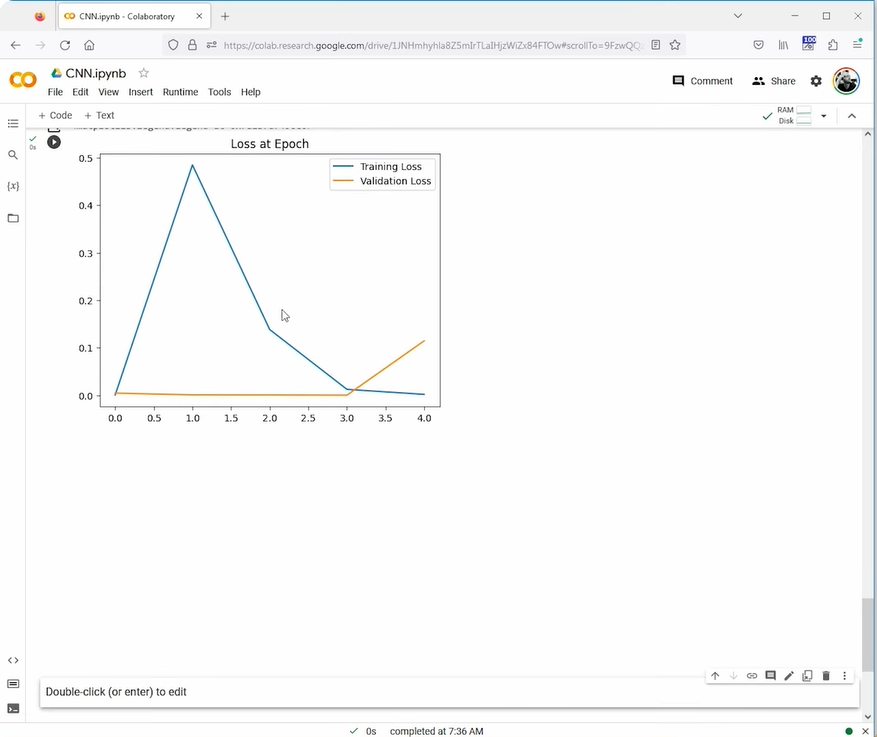 CNN.ipynb - Colaboratory
https://colab.research.google.com/drive/1JNHmhyhla8Z5mIrTLaIHjzWiZx84FTOw#scrollTo=9FzwQQ
100
CNN.ipynb
Comment
Share
File Edit View Insert Runtime Tools Help
+ Code + Text
RAM
Disk
0s
Loss at Epoch
Training Loss
Validation Loss
0.5
0.4
0.3
0.2
0.1
0.0
0.0 0.5 1.0 1.5 2.0 2.5 3.0 3.5 4.0
{x}
Double-click (or enter) to edit
0s completed at 7:36 AM